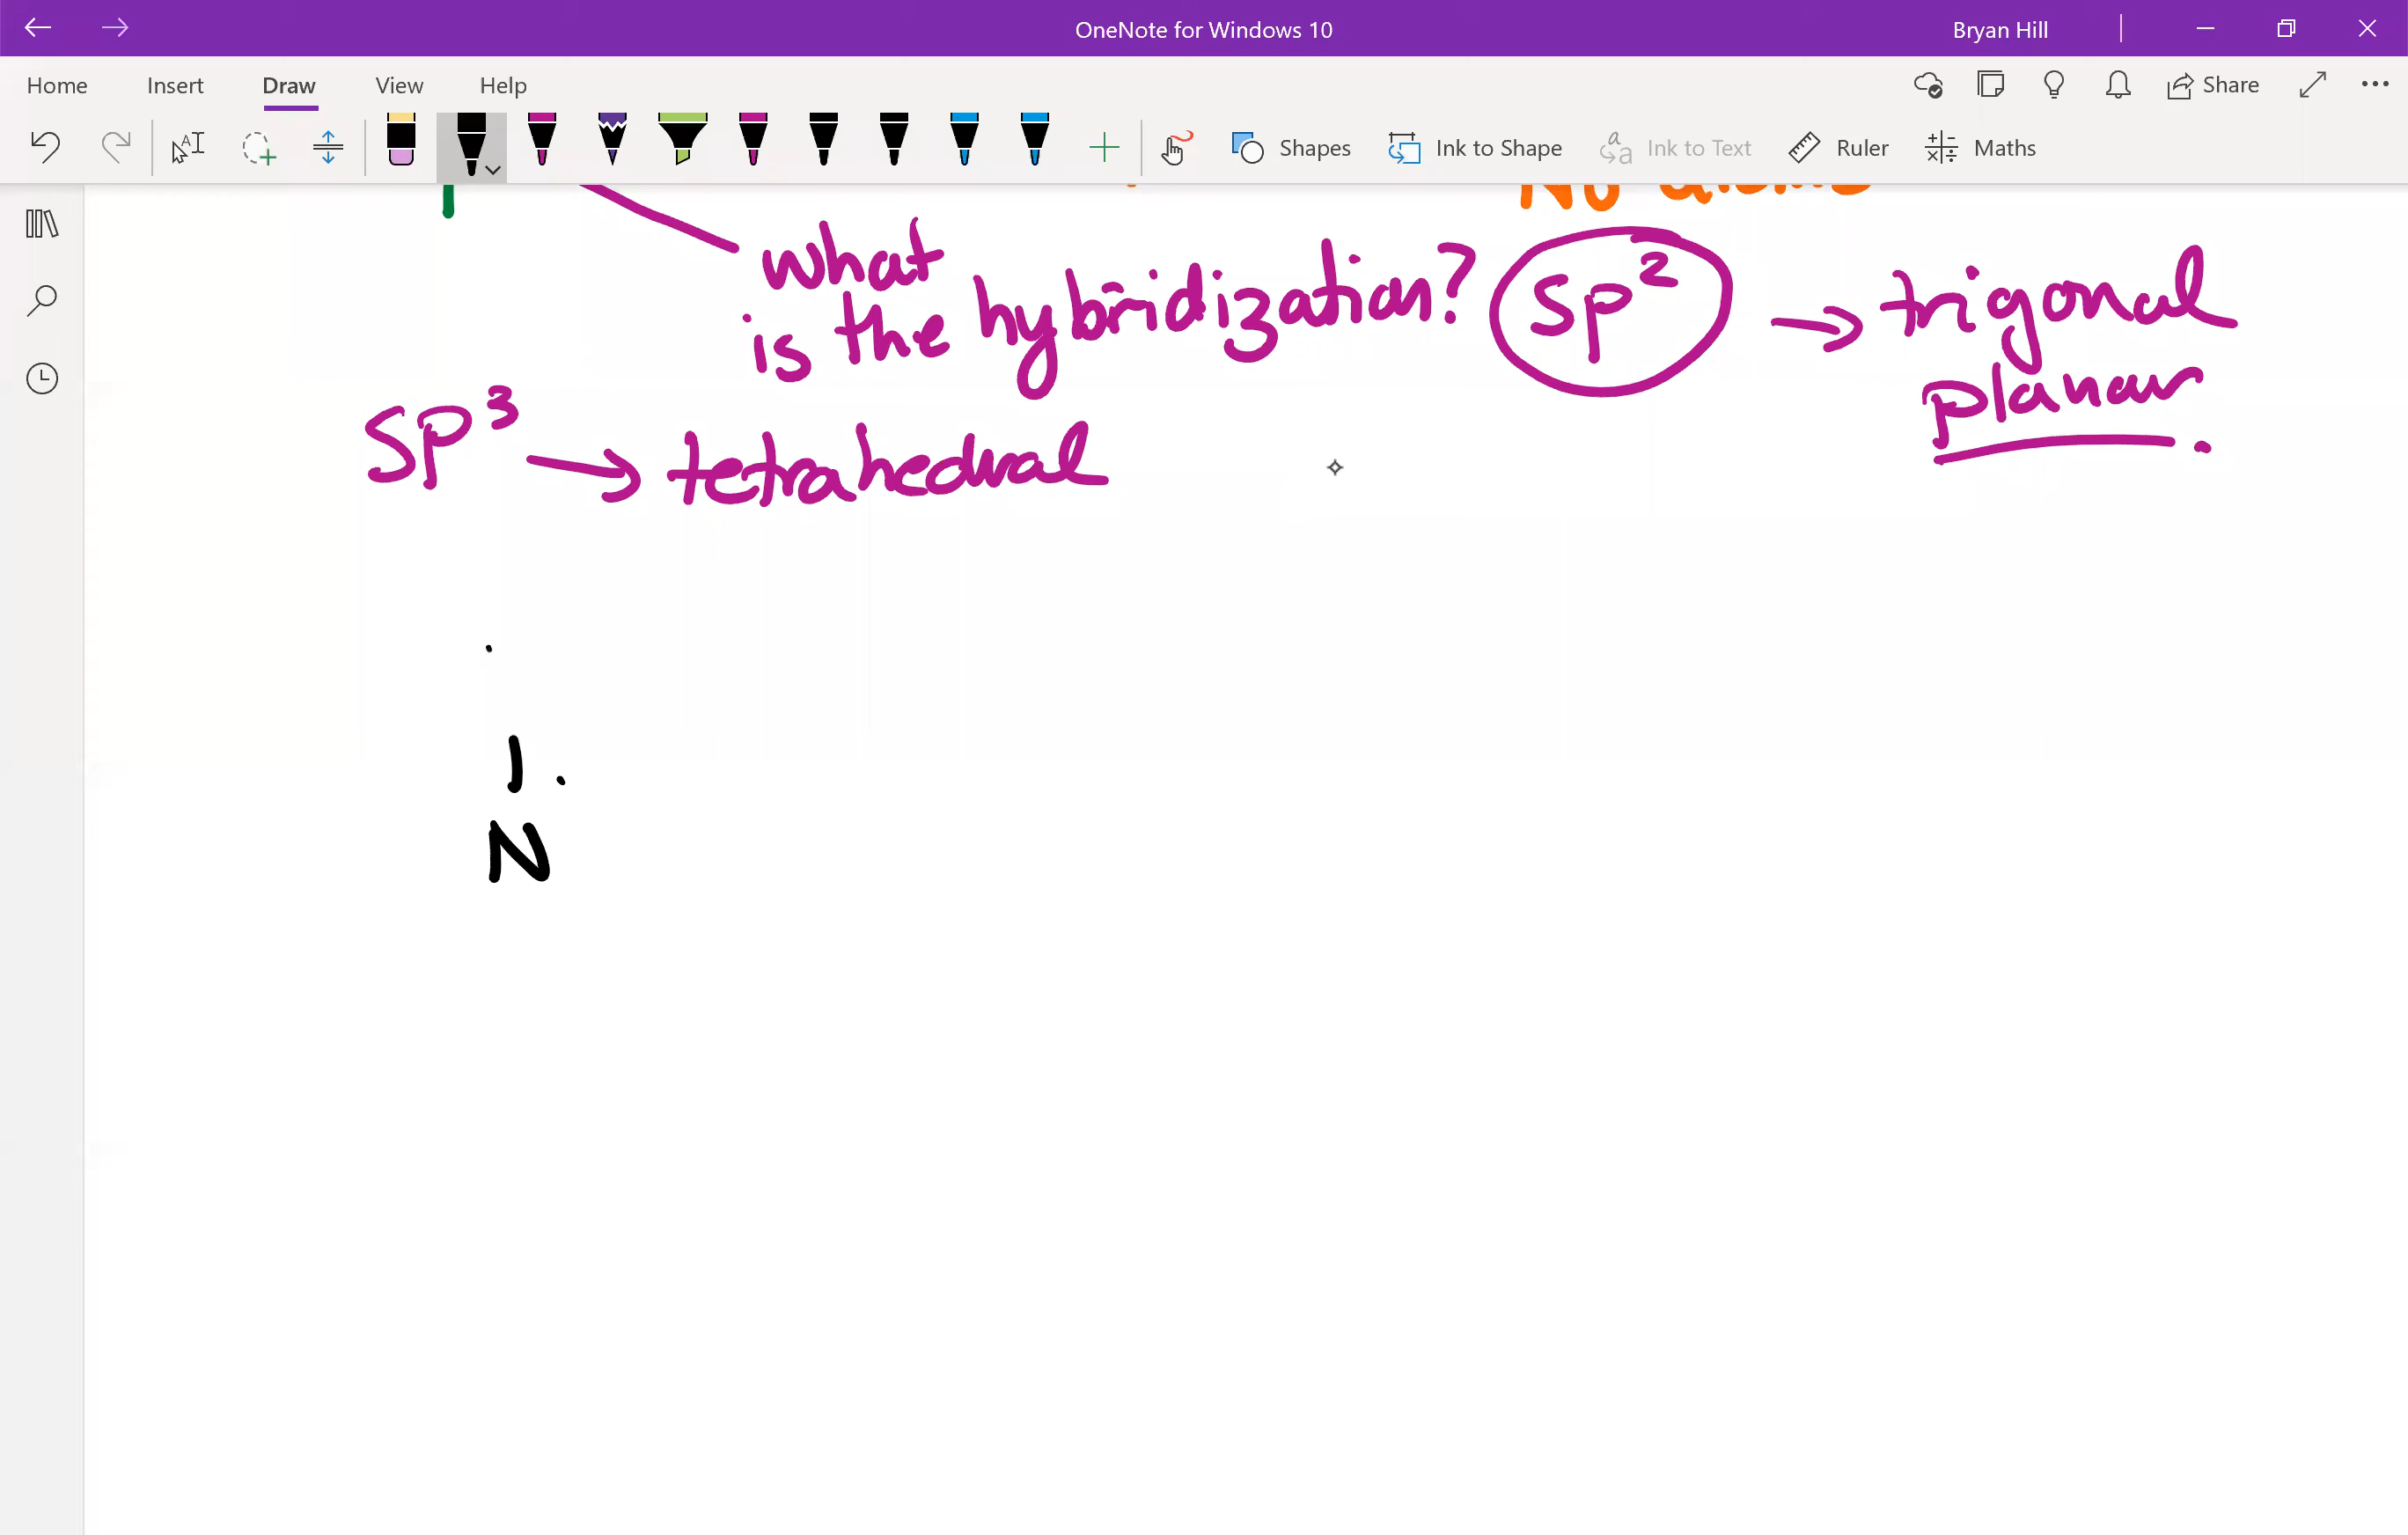 OneNote for Windows 10 Bryan Hill
Home Insert Draw View Help Share
Shapes Ink to Shape Ink to Text Ruler Maths
what
is the hybridization? sp² → trigonal
planar.
sp³ → tetrahedral
1.
N